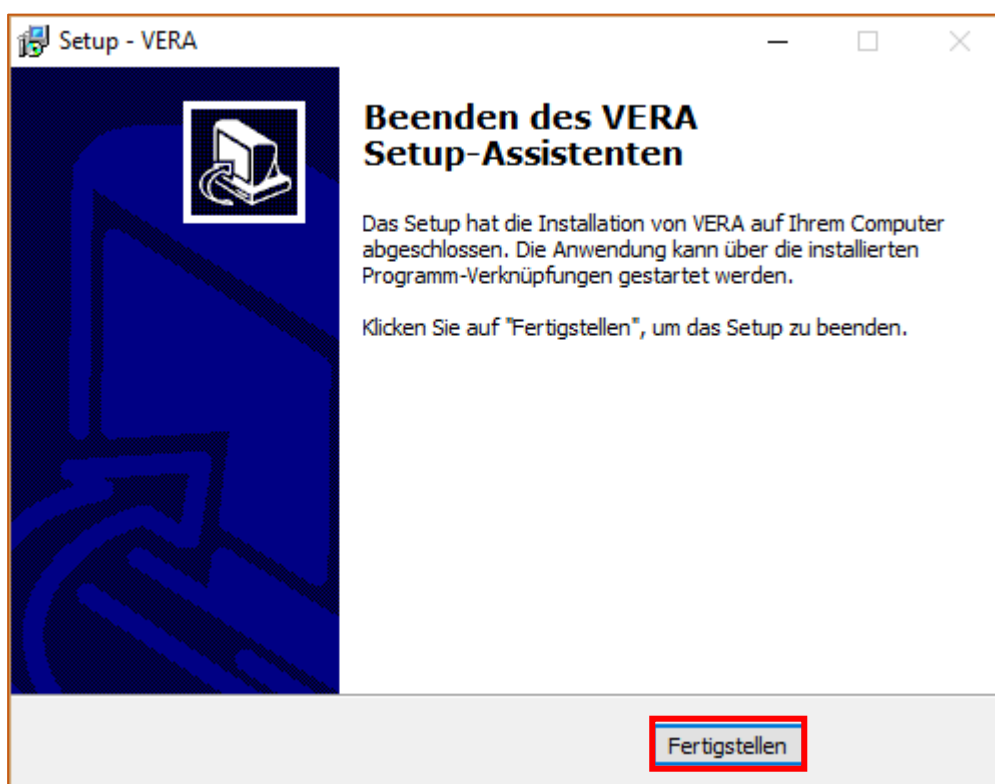 Setup - VERA
Beenden des VERA
Setup-Assistenten
Das Setup hat die Installation von VERA auf Ihrem Computer
abgeschlossen. Die Anwendung kann über die installierten
Programm-Verknüpfungen gestartet werden.
Klicken Sie auf "Fertigstellen", um das Setup zu beenden.
Fertigstellen